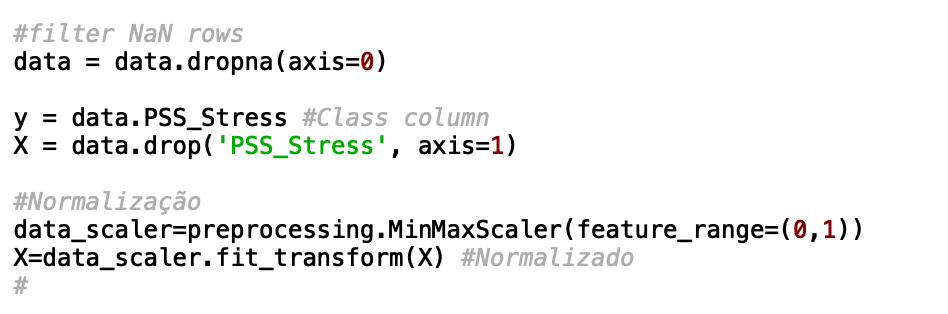 #filter NaN rows
data = data.dropna(axis=0)
y = data.PSS_Stress #Class column
X = data.drop('PSS_Stress', axis=1)
#Normalização
data_scaler=preprocessing.MinMaxScaler(feature_range=(0,1))
X=data_scaler.fit_transform(X) #Normalizado
#